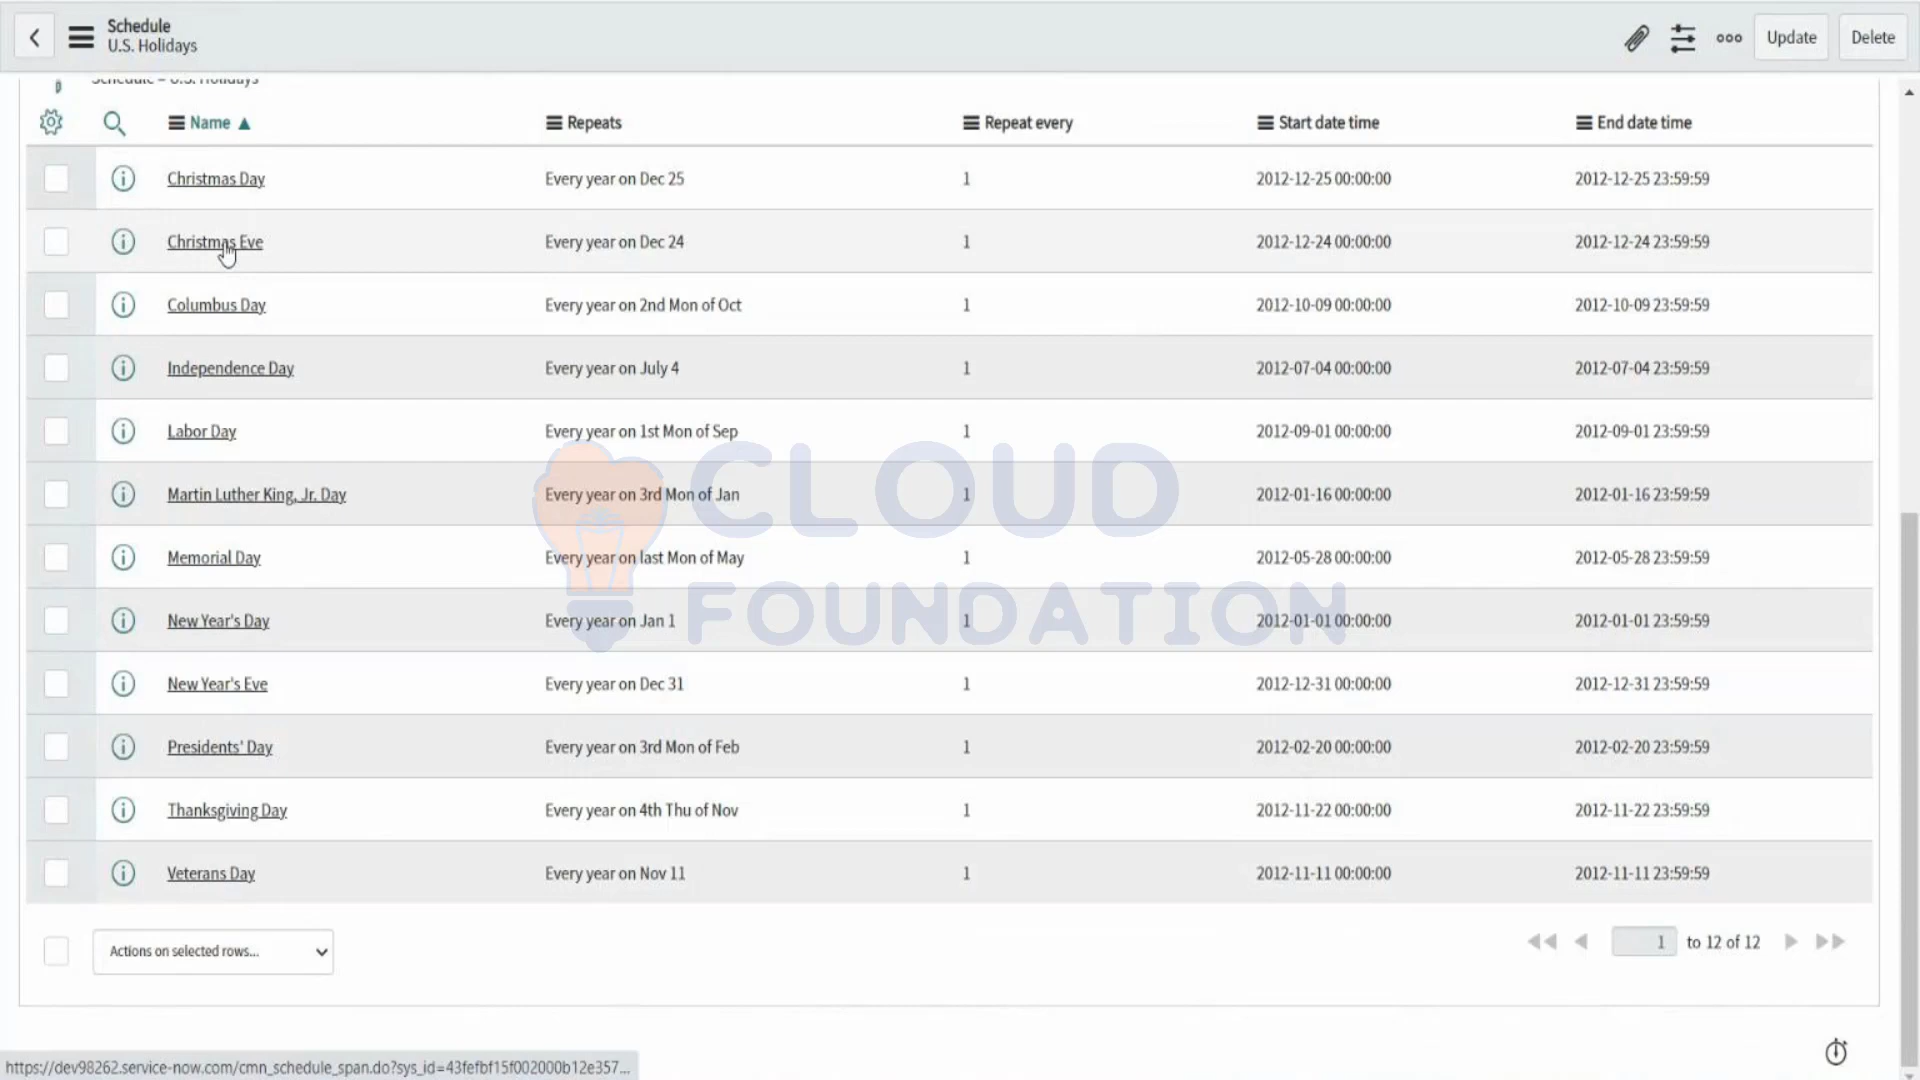 Schedule
U.S. Holidays
Update
Delete
Schedule = U.S. Holidays
Name Repeats Repeat every Start date time End date time
Christmas Day Every year on Dec 25 1 2012-12-25 00:00:00 2012-12-25 23:59:59
Christmas Eve Every year on Dec 24 1 2012-12-24 00:00:00 2012-12-24 23:59:59
Columbus Day Every year on 2nd Mon of Oct 1 2012-10-09 00:00:00 2012-10-09 23:59:59
Independence Day Every year on July 4 1 2012-07-04 00:00:00 2012-07-04 23:59:59
Labor Day Every year on 1st Mon of Sep 1 2012-09-01 00:00:00 2012-09-01 23:59:59
Martin Luther King, Jr. Day Every year on 3rd Mon of Jan 1 2012-01-16 00:00:00 2012-01-16 23:59:59
Memorial Day Every year on last Mon of May 1 2012-05-28 00:00:00 2012-05-28 23:59:59
New Year's Day Every year on Jan 1 1 2012-01-01 00:00:00 2012-01-01 23:59:59
New Year's Eve Every year on Dec 31 1 2012-12-31 00:00:00 2012-12-31 23:59:59
Presidents' Day Every year on 3rd Mon of Feb 1 2012-02-20 00:00:00 2012-02-20 23:59:59
Thanksgiving Day Every year on 4th Thu of Nov 1 2012-11-22 00:00:00 2012-11-22 23:59:59
Veterans Day Every year on Nov 11 1 2012-11-11 00:00:00 2012-11-11 23:59:59
CLOUD
FOUNDATION
Actions on selected rows...
1 to 12 of 12
https://dev98262.service-now.com/cmn_schedule_span.do?sys_id=43fefbf15f002000b12e357...